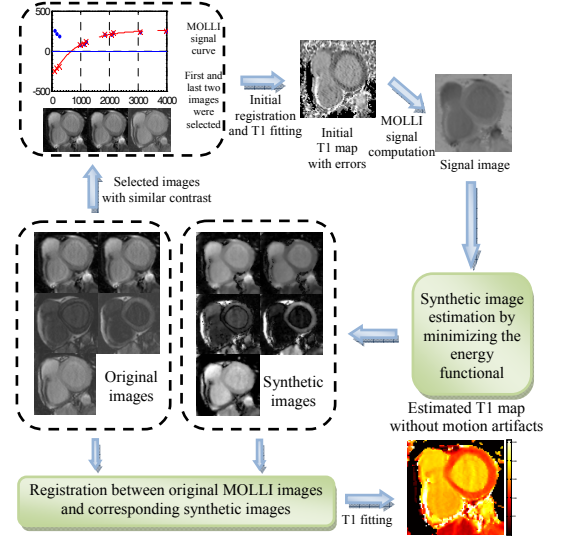 500
0
-500
0 1000 2000 3000 4000
MOLLI
signal
curve
First and
last two
images
were
selected
Initial
registration
and T1 fitting
Initial
T1 map
with errors
MOLLI
signal
computation
Signal image
Selected images
with similar contrast
Original
images
Synthetic
images
Synthetic image
estimation by
minimizing the
energy
functional
Estimated T1 map
without motion artifacts
Registration between original MOLLI images
and corresponding synthetic images
T1 fitting